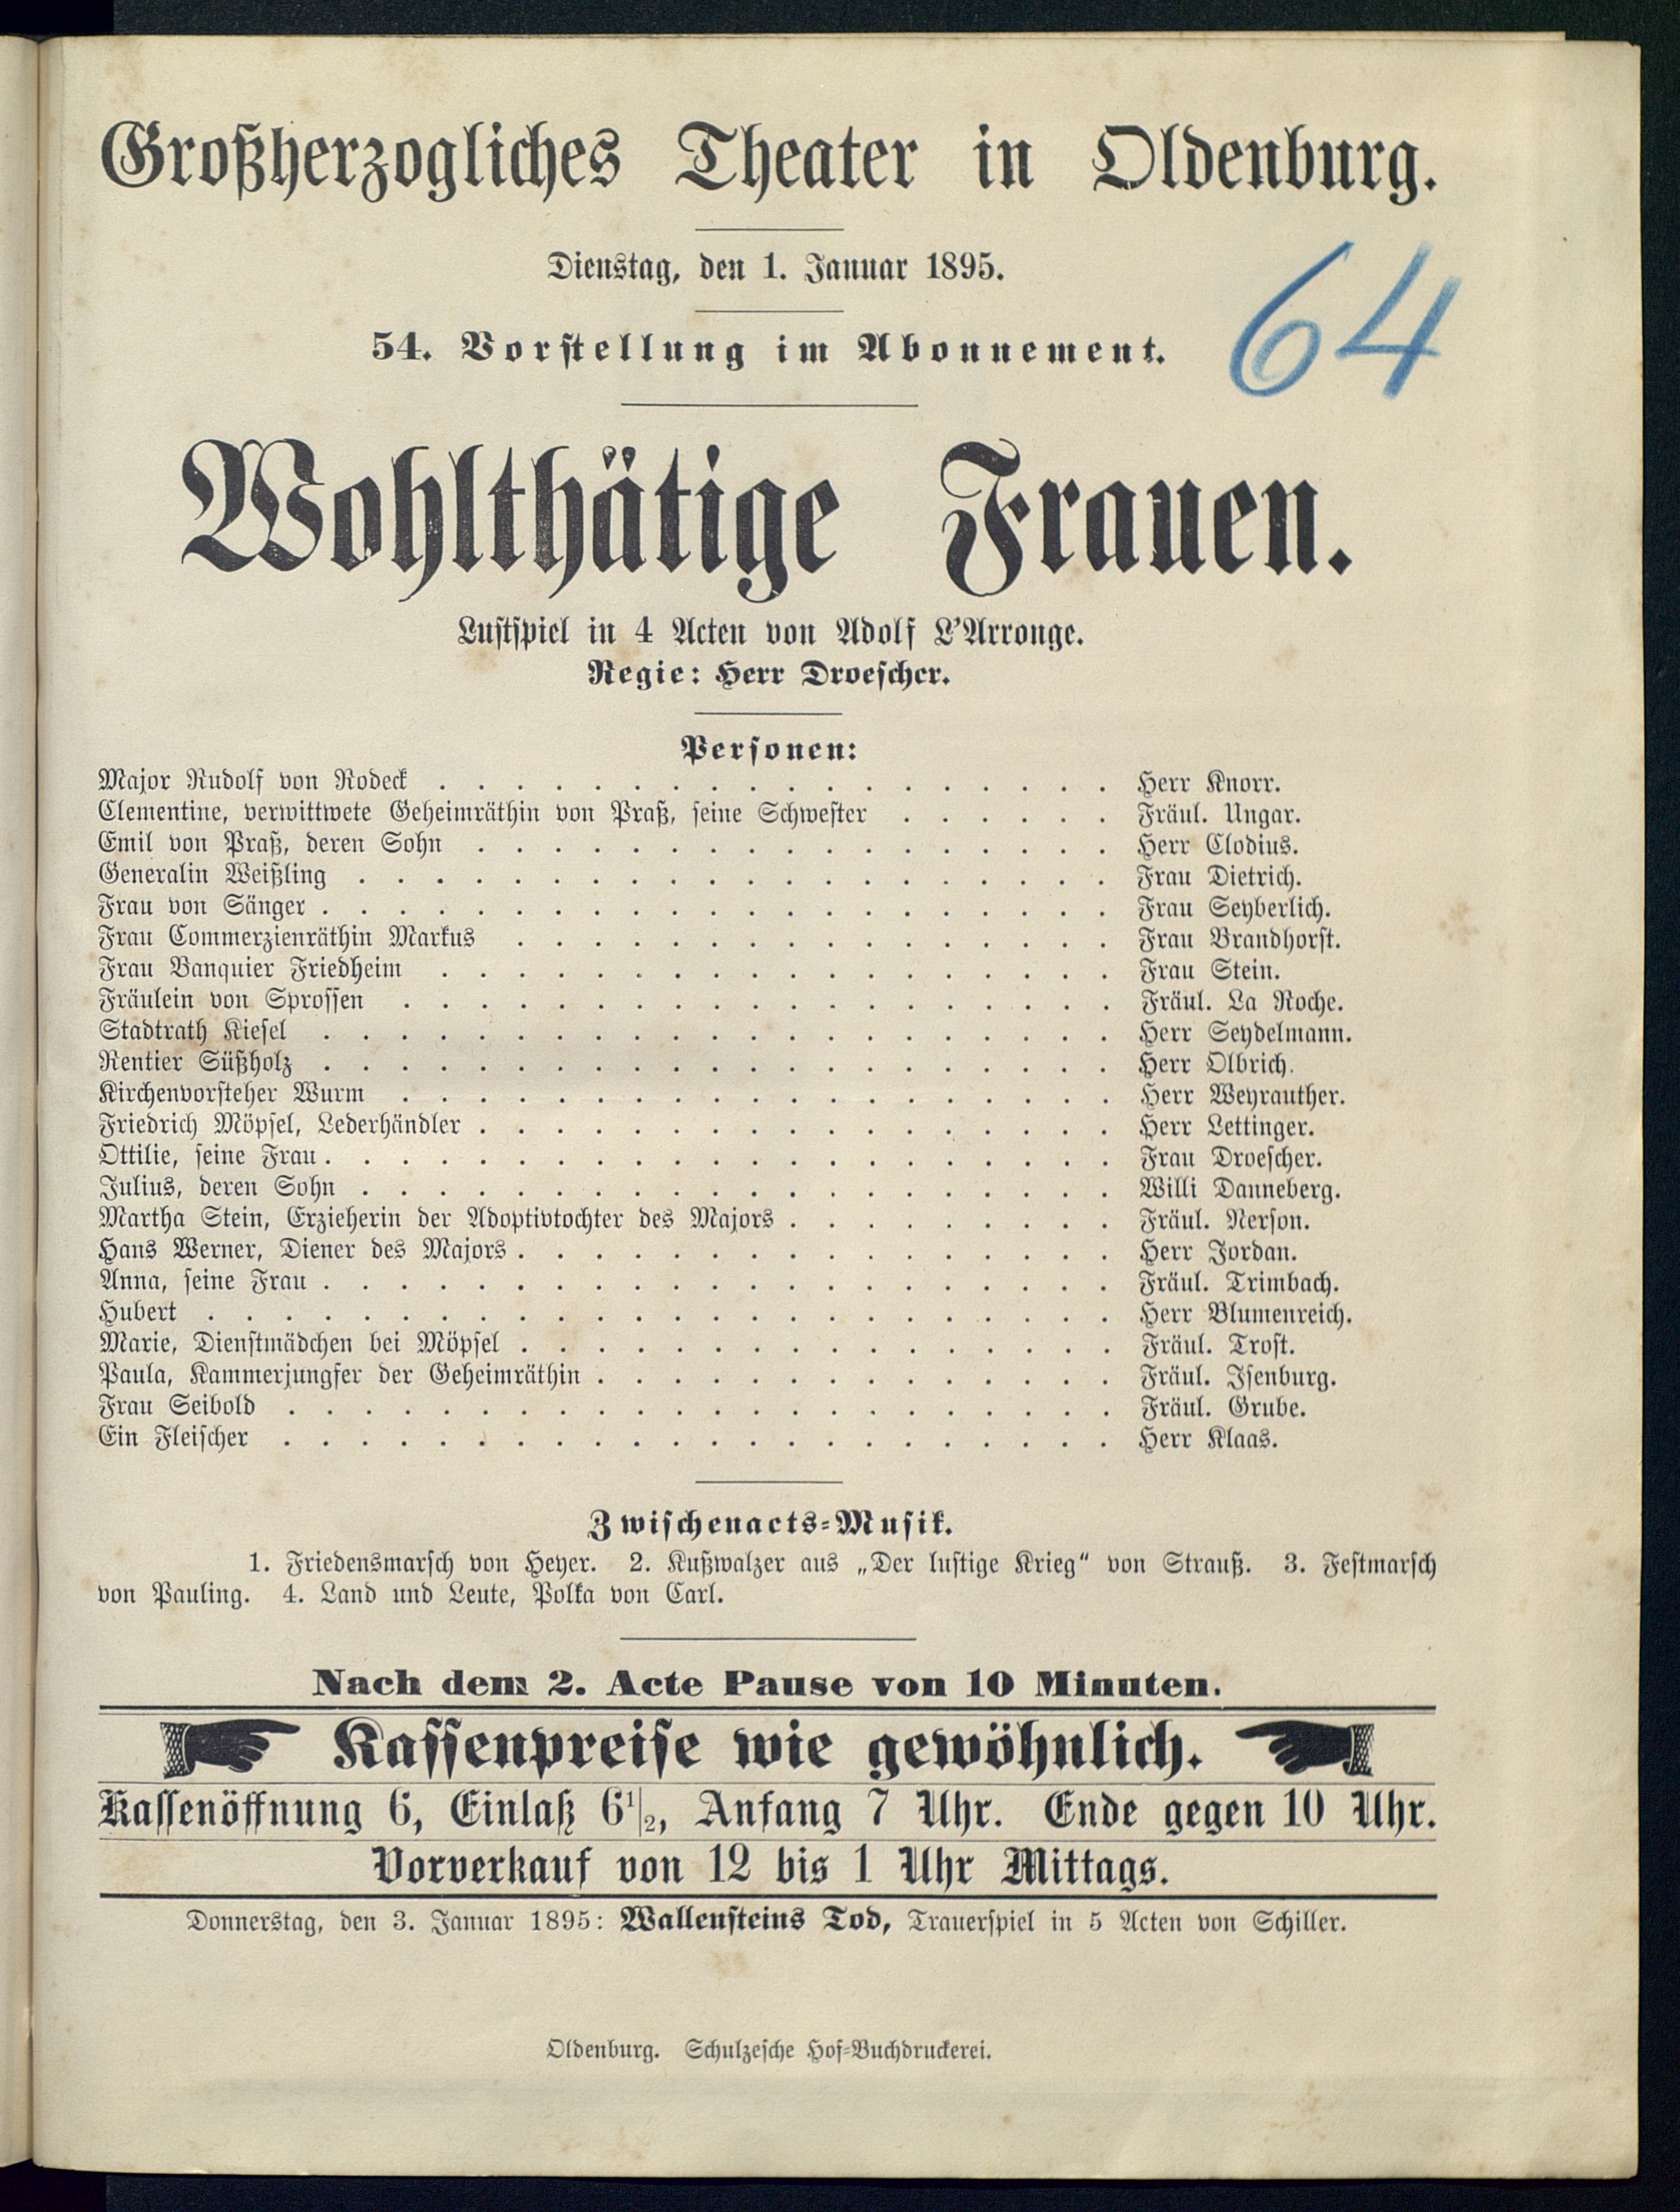 Großherzogliches Theater in Oldenburg.
Dienstag, den 1. Januar 1895.
64
54. Vorstellung im Abonnement.
Wohlthätige Frauen.
Lustspiel in 4 Acten von Adolf L'Arronge.
Regie: Herr Droescher.
Personen:
Major Rudolf von Rodeck . . . . . . . . . . . . . . . . . . Herr Knorr.
Clementine, verwittwete Geheimräthin von Praß, seine Schwester . . . . . . Fräul. Ungar.
Emil von Praß, deren Sohn . . . . . . . . . . . . . . . . . Herr Clodius.
Generalin Weißling . . . . . . . . . . . . . . . . . . . . Frau Dietrich.
Frau von Sänger . . . . . . . . . . . . . . . . . . . . . Frau Seyberlich.
Frau Commerzienräthin Markus . . . . . . . . . . . . . . . . Frau Brandhorst.
Frau Banquier Friedheim . . . . . . . . . . . . . . . . . . Frau Stein.
Fräulein von Sprossen . . . . . . . . . . . . . . . . . . . Fräul. La Roche.
Stadtrath Kiesel . . . . . . . . . . . . . . . . . . . . . Herr Seydelmann.
Rentier Süßholz . . . . . . . . . . . . . . . . . . . . . Herr Olbrich.
Kirchenvorsteher Wurm . . . . . . . . . . . . . . . . . . . Herr Weyrauther.
Friedrich Möpsel, Lederhändler . . . . . . . . . . . . . . . . . Herr Lettinger.
Ottilie, seine Frau . . . . . . . . . . . . . . . . . . . . . Frau Droescher.
Julius, deren Sohn . . . . . . . . . . . . . . . . . . . . Willi Danneberg.
Martha Stein, Erzieherin der Adoptivtochter des Majors . . . . . . . . . Fräul. Nerson.
Hans Werner, Diener des Majors . . . . . . . . . . . . . . . . Herr Jordan.
Anna, seine Frau . . . . . . . . . . . . . . . . . . . . . Fräul. Trimbach.
Hubert . . . . . . . . . . . . . . . . . . . . . . . . Herr Blumenreich.
Marie, Dienstmädchen bei Möpsel . . . . . . . . . . . . . . . . Fräul. Trost.
Paula, Kammerjungfer der Geheimräthin . . . . . . . . . . . . . . Fräul. Isenburg.
Frau Seibold . . . . . . . . . . . . . . . . . . . . . . Fräul. Grube.
Ein Fleischer . . . . . . . . . . . . . . . . . . . . . . Herr Klaas.
Zwischenacts-Musik.
1. Friedensmarsch von Heyer. 2. Kußwalzer aus „Der lustige Krieg“ von Strauß. 3. Festmarsch
von Pauling. 4. Land und Leute, Polka von Carl.
Nach dem 2. Acte Pause von 10 Minuten.
Kassenpreise wie gewöhnlich.
Kassenöffnung 6, Einlaß 6½, Anfang 7 Uhr. Ende gegen 10 Uhr.
Vorverkauf von 12 bis 1 Uhr Mittags.
Donnerstag, den 3. Januar 1895: Wallensteins Tod, Trauerspiel in 5 Acten von Schiller.
Oldenburg. Schulzesche Hof-Buchdruckerei.